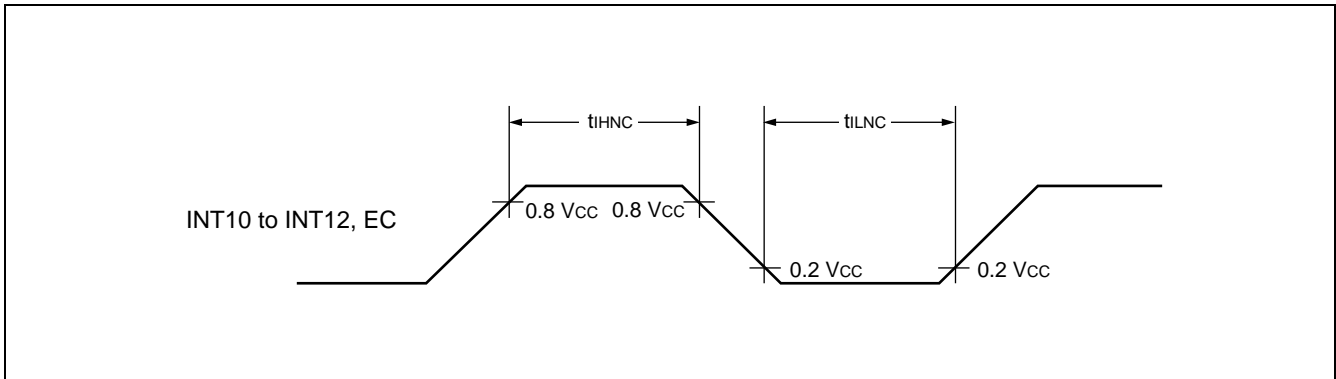 tIHNC tILNC
INT10 to INT12, EC
0.8 VCC 0.8 VCC
0.2 VCC 0.2 VCC